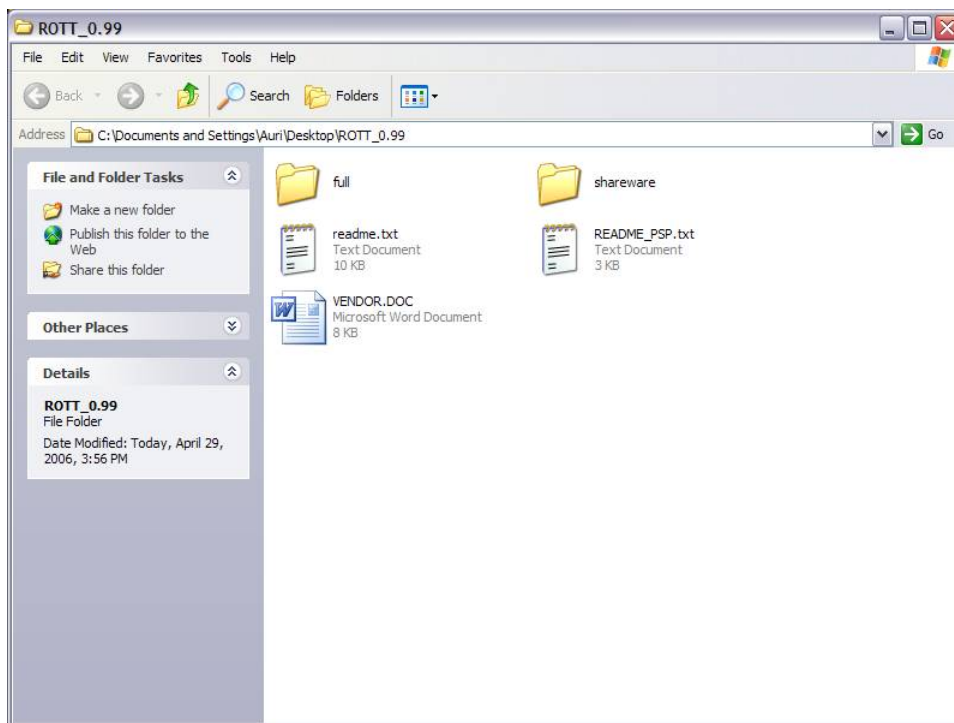 ROTT_0.99
File Edit View Favorites Tools Help
Back Search Folders
Address C:\Documents and Settings\Auri\Desktop\ROTT_0.99 Go
File and Folder Tasks
Make a new folder
Publish this folder to the
Web
Share this folder
Other Places
Details
ROTT_0.99
File Folder
Date Modified: Today, April 29,
2006, 3:56 PM
full
shareware
readme.txt
Text Document
10 KB
README_PSP.txt
Text Document
3 KB
VENDOR.DOC
Microsoft Word Document
8 KB